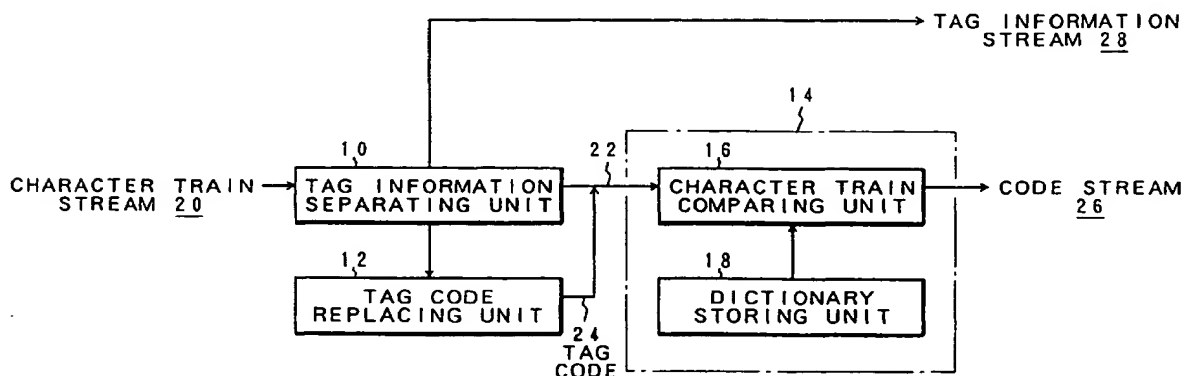 TAG INFORMATION
STREAM 28
14
10
22
16
CHARACTER TRAIN
STREAM 20
TAG INFORMATION
SEPARATING UNIT
CHARACTER TRAIN
COMPARING UNIT
CODE STREAM
26
12
18
TAG CODE
REPLACING UNIT
DICTIONARY
STORING UNIT
24
TAG
CODE